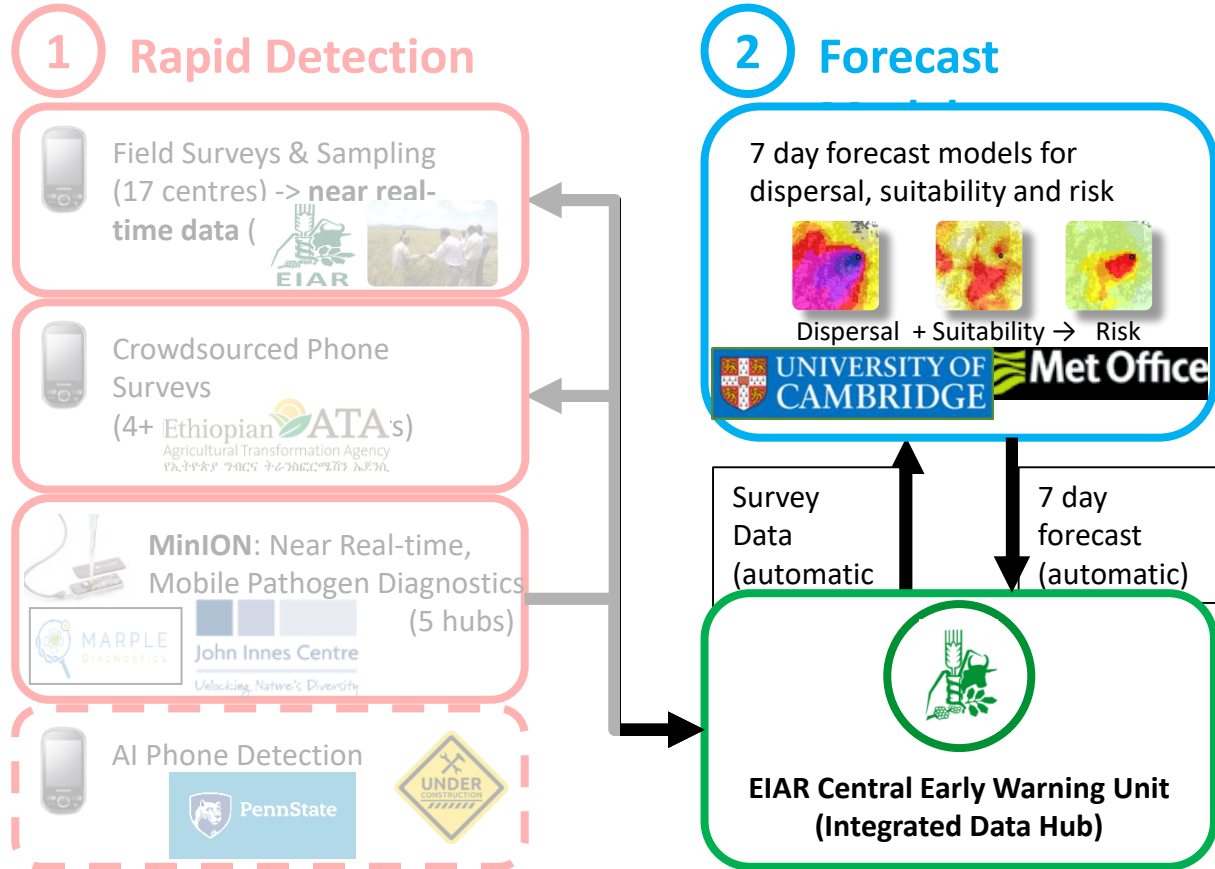 1 Rapid Detection
Field Surveys & Sampling
(17 centres) -> near real-
time data (
EIAR
Crowdsourced Phone
Surveys
(4+
Ethiopian ATA
's)
Agricultural Transformation Agency
የኢትዮጵያ ግብርና ትራንስፎርሜሽን ኤጀንሲ
MinION: Near Real-time,
Mobile Pathogen Diagnostics
(5 hubs)
MARPLE
DIAGNOSTICS
John Innes Centre
Unlocking Nature's Diversity
AI Phone Detection
PennState
UNDER
CONSTRUCTION
2 Forecast
7 day forecast models for
dispersal, suitability and risk
Dispersal + Suitability → Risk
UNIVERSITY OF
CAMBRIDGE
Met Office
Survey
Data
(automatic
7 day
forecast
(automatic)
EIAR Central Early Warning Unit
(Integrated Data Hub)